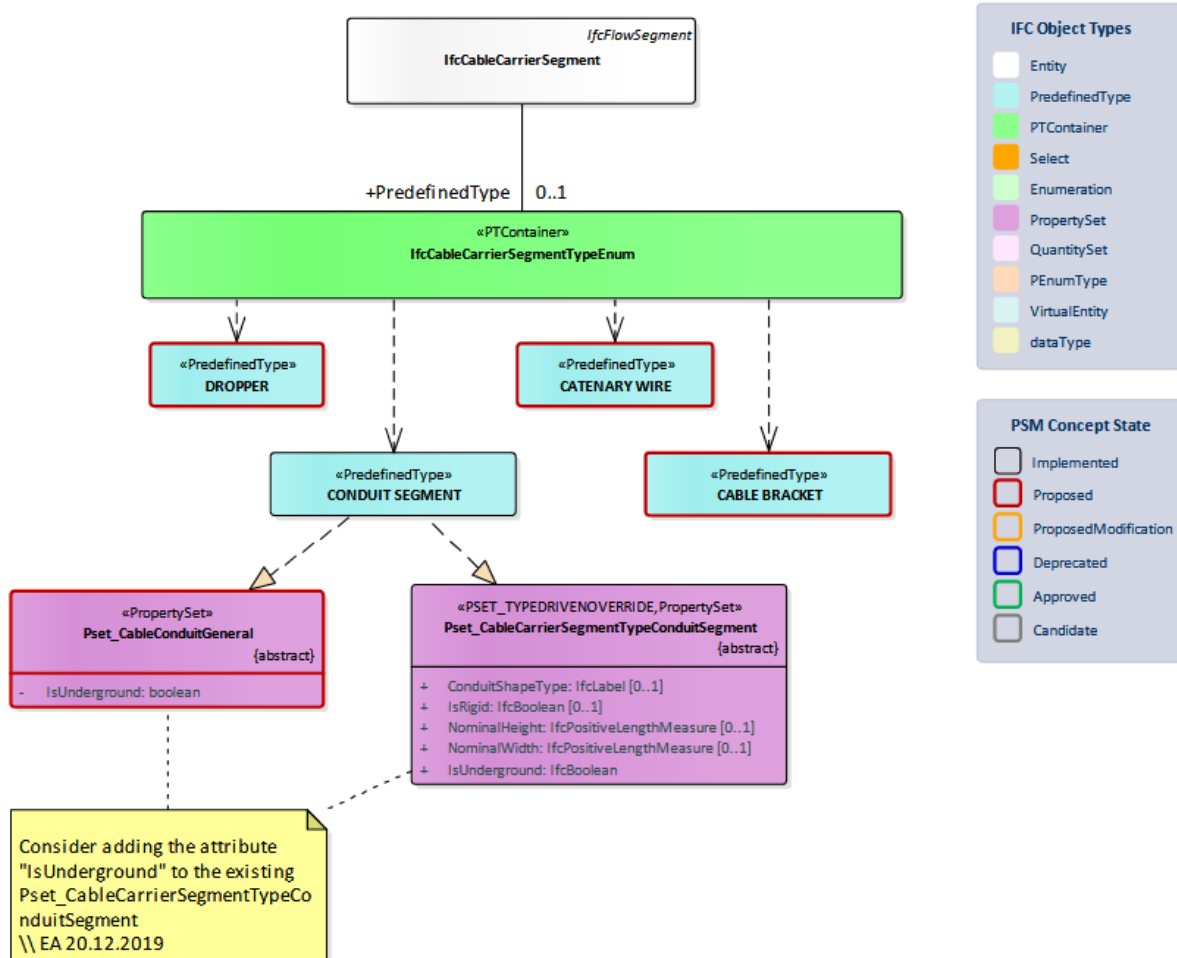 IfcFlowSegment
IfcCableCarrierSegment
+PredefinedType 0..1
«PTContainer»
IfcCableCarrierSegmentTypeEnum
«PredefinedType»
DROPPER
«PredefinedType»
CATENARY WIRE
«PredefinedType»
CONDUIT SEGMENT
«PredefinedType»
CABLE BRACKET
«PropertySet»
Pset_CableConduitGeneral
{abstract}
- IsUnderground: boolean
«PSET_TYPEDRIVENOVERRIDE,PropertySet»
Pset_CableCarrierSegmentTypeConduitSegment
{abstract}
+ ConduitShapeType: IfcLabel [0..1]
+ IsRigid: IfcBoolean [0..1]
+ NominalHeight: IfcPositiveLengthMeasure [0..1]
+ NominalWidth: IfcPositiveLengthMeasure [0..1]
+ IsUnderground: IfcBoolean
Consider adding the attribute
"IsUnderground" to the existing
Pset_CableCarrierSegmentTypeCo
nduitSegment
\\ EA 20.12.2019
IFC Object Types
Entity
PredefinedType
PTContainer
Select
Enumeration
PropertySet
QuantitySet
PEnumType
VirtualEntity
dataType
PSM Concept State
Implemented
Proposed
ProposedModification
Deprecated
Approved
Candidate